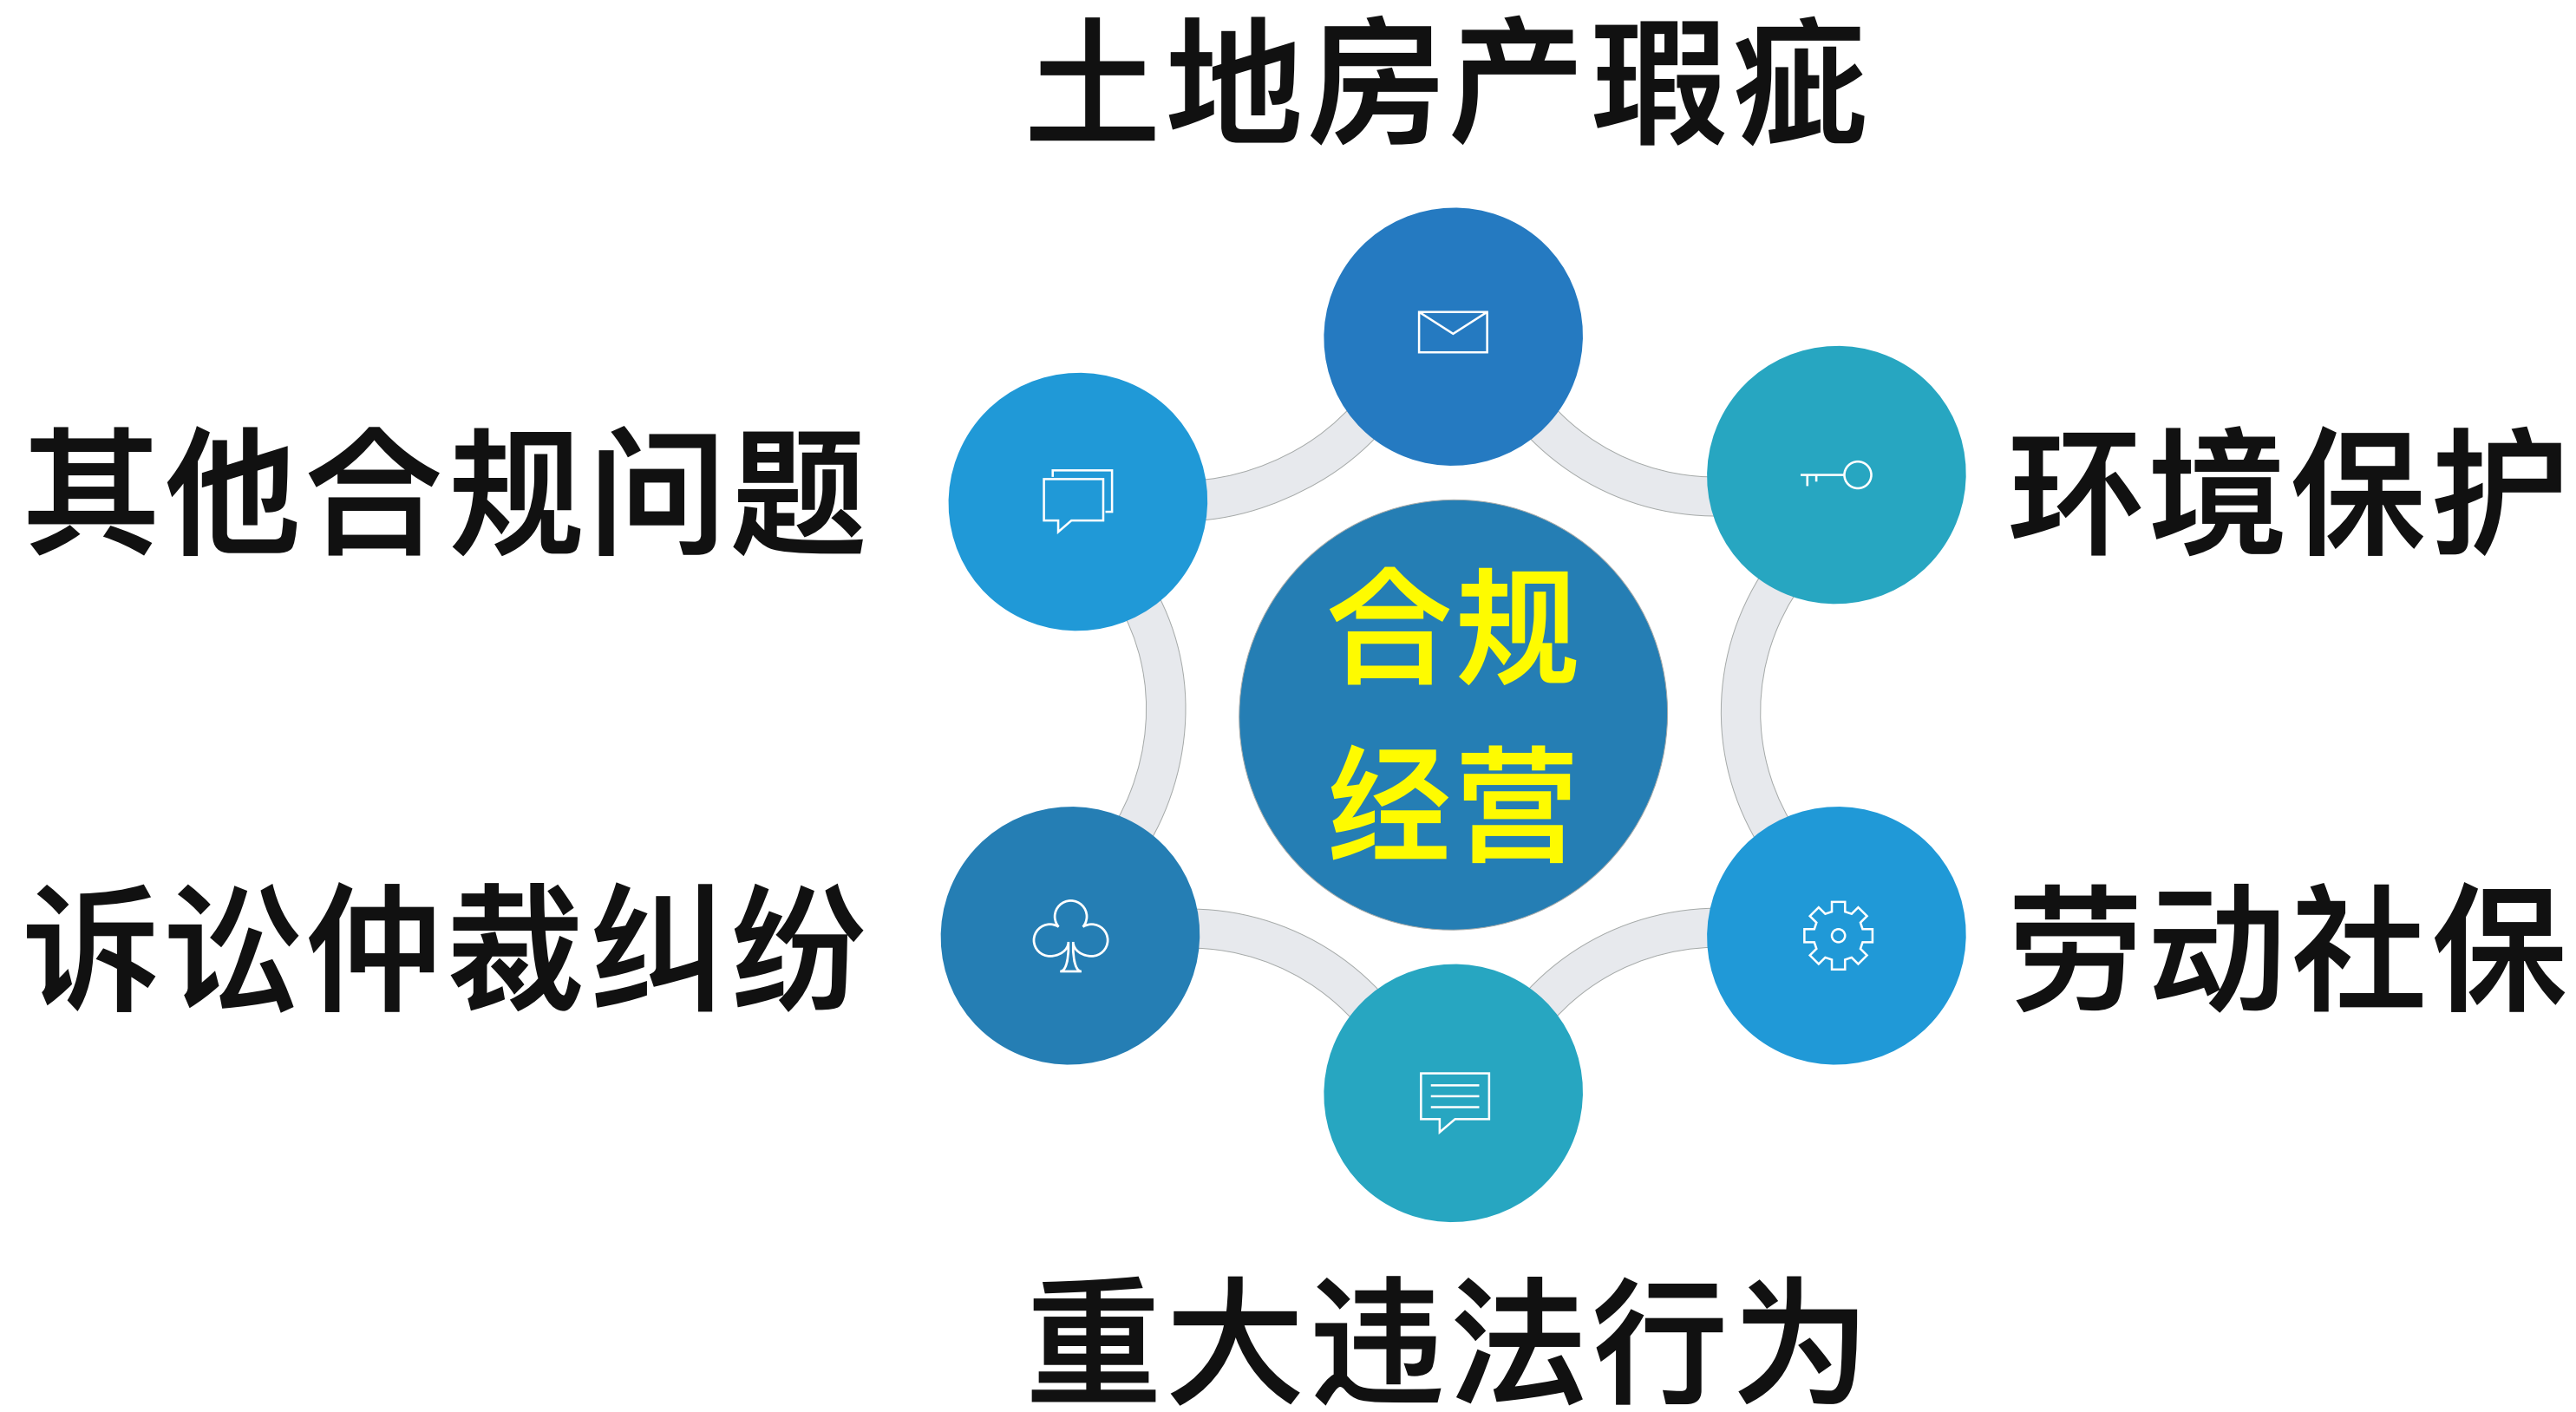 土地房产瑕疵
其他合规问题
环境保护
合规
经营
诉讼仲裁纠纷
劳动社保
重大违法行为